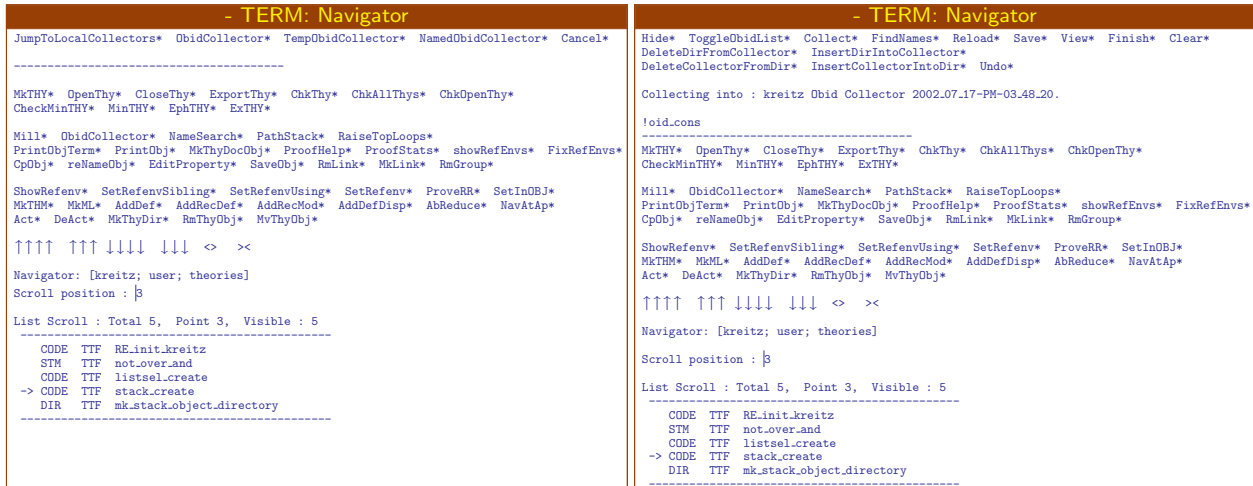 - TERM: Navigator
JumpToLocalCollectors* ObidCollector* TempObidCollector* NamedObidCollector* Cancel*
----------------------------------------
MkTHY* OpenThy* CloseThy* ExportThy* ChkThy* ChkAllThys* ChkOpenThy*
CheckMinTHY* MinTHY* EphTHY* ExTHY*
Mill* ObidCollector* NameSearch* PathStack* RaiseTopLoops*
PrintObjTerm* PrintObj* MkThyDocObj* ProofHelp* ProofStats* showRefEnvs* FixRefEnvs*
CpObj* reNameObj* EditProperty* SaveObj* RmLink* MkLink* RmGroup*
ShowRefenv* SetRefenvSibling* SetRefenvUsing* SetRefenv* ProveRR* SetInOBJ*
MkTHM* MkML* AddDef* AddRecDef* AddRecMod* AddDefDisp* AbReduce* NavAtAp*
Act* DeAct* MkThyDir* RmThyObj* MvThyObj*
↑↑↑↑ ↑↑↑ ↓↓↓↓ ↓↓↓ <> ><
Navigator: [kreitz; user; theories]
Scroll position : 3
List Scroll : Total 5, Point 3, Visible : 5
----------------------------------------------
CODE TTF RE_init_kreitz
STM TTF not_over_and
CODE TTF listsel_create
-> CODE TTF stack_create
DIR TTF mk_stack_object_directory
----------------------------------------------
- TERM: Navigator
Hide* ToggleObidList* Collect* FindNames* Reload* Save* View* Finish* Clear*
DeleteDirFromCollector* InsertDirIntoCollector*
DeleteCollectorFromDir* InsertCollectorIntoDir* Undo*
Collecting into : kreitz Obid Collector 2002_07_17-PM-03_48_20.
!oid_cons
----------------------------------------
MkTHY* OpenThy* CloseThy* ExportThy* ChkThy* ChkAllThys* ChkOpenThy*
CheckMinTHY* MinTHY* EphTHY* ExTHY*
Mill* ObidCollector* NameSearch* PathStack* RaiseTopLoops*
PrintObjTerm* PrintObj* MkThyDocObj* ProofHelp* ProofStats* showRefEnvs* FixRefEnvs*
CpObj* reNameObj* EditProperty* SaveObj* RmLink* MkLink* RmGroup*
ShowRefenv* SetRefenvSibling* SetRefenvUsing* SetRefenv* ProveRR* SetInOBJ*
MkTHM* MkML* AddDef* AddRecDef* AddRecMod* AddDefDisp* AbReduce* NavAtAp*
Act* DeAct* MkThyDir* RmThyObj* MvThyObj*
↑↑↑↑ ↑↑↑ ↓↓↓↓ ↓↓↓ <> ><
Navigator: [kreitz; user; theories]
Scroll position : 3
List Scroll : Total 5, Point 3, Visible : 5
----------------------------------------------
CODE TTF RE_init_kreitz
STM TTF not_over_and
CODE TTF listsel_create
-> CODE TTF stack_create
DIR TTF mk_stack_object_directory
----------------------------------------------